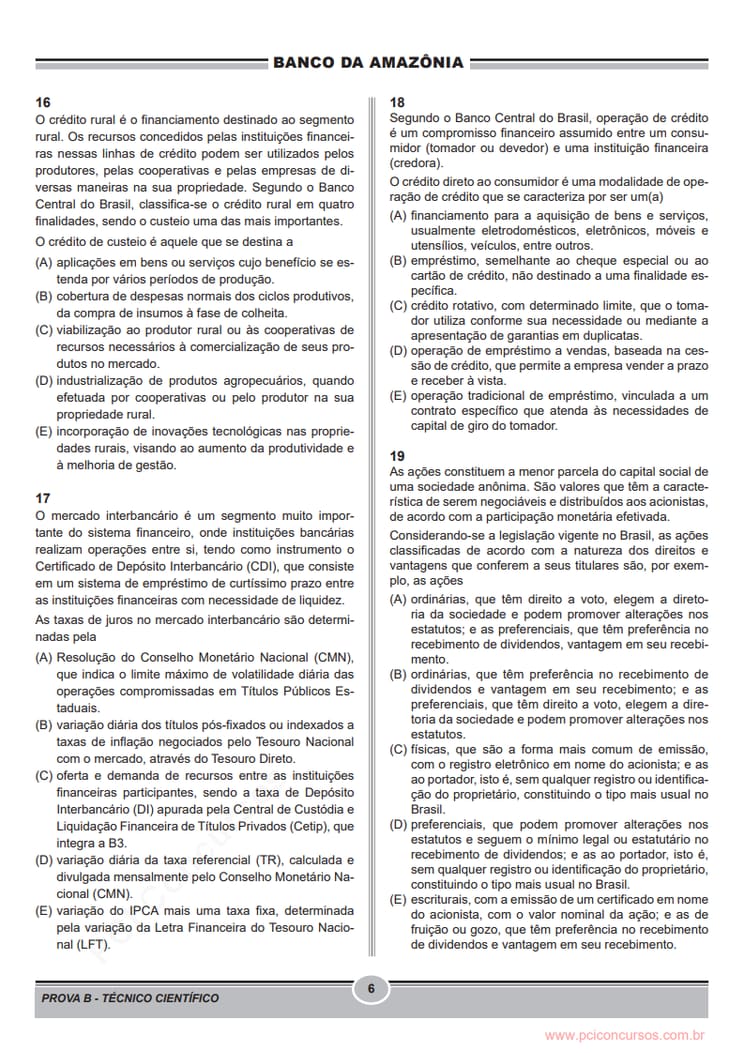 BANCO DA AMAZÔNIA
16
O crédito rural é o financiamento destinado ao segmento
rural. Os recursos concedidos pelas instituições financei-
ras nessas linhas de crédito podem ser utilizados pelos
produtores, pelas cooperativas e pelas empresas de di-
versas maneiras na sua propriedade. Segundo o Banco
Central do Brasil, classifica-se o crédito rural em quatro
finalidades, sendo o custeio uma das mais importantes.
O crédito de custeio é aquele que se destina a
(A) aplicações em bens ou serviços cujo benefício se es-
tenda por vários períodos de produção.
(B) cobertura de despesas normais dos ciclos produtivos,
da compra de insumos à fase de colheita.
(C) viabilização ao produtor rural ou às cooperativas de
recursos necessários à comercialização de seus pro-
dutos no mercado.
(D) industrialização de produtos agropecuários, quando
efetuada por cooperativas ou pelo produtor na sua
propriedade rural.
(E) incorporação de inovações tecnológicas nas proprie-
dades rurais, visando ao aumento da produtividade e
à melhoria de gestão.
17
O mercado interbancário é um segmento muito impor-
tante do sistema financeiro, onde instituições bancárias
realizam operações entre si, tendo como instrumento o
Certificado de Depósito Interbancário (CDI), que consiste
em um sistema de empréstimo de curtíssimo prazo entre
as instituições financeiras com necessidade de liquidez.
As taxas de juros no mercado interbancário são determi-
nadas pela
(A) Resolução do Conselho Monetário Nacional (CMN),
que indica o limite máximo de volatilidade diária das
operações compromissadas em Títulos Públicos Es-
taduais.
(B) variação diária dos títulos pós-fixados ou indexados a
taxas de inflação negociados pelo Tesouro Nacional
com o mercado, através do Tesouro Direto.
(C) oferta e demanda de recursos entre as instituições
financeiras participantes, sendo a taxa de Depósito
Interbancário (DI) apurada pela Central de Custódia e
Liquidação Financeira de Títulos Privados (Cetip), que
integra a B3.
(D) variação diária da taxa referencial (TR), calculada e
divulgada mensalmente pelo Conselho Monetário Na-
cional (CMN).
(E) variação do IPCA mais uma taxa fixa, determinada
pela variação da Letra Financeira do Tesouro Nacio-
nal (LFT).
18
Segundo o Banco Central do Brasil, operação de crédito
é um compromisso financeiro assumido entre um consu-
midor (tomador ou devedor) e uma instituição financeira
(credora).
O crédito direto ao consumidor é uma modalidade de ope-
ração de crédito que se caracteriza por ser um(a)
(A) financiamento para a aquisição de bens e serviços,
usualmente eletrodomésticos, eletrônicos, móveis e
utensílios, veículos, entre outros.
(B) empréstimo, semelhante ao cheque especial ou ao
cartão de crédito, não destinado a uma finalidade es-
pecífica.
(C) crédito rotativo, com determinado limite, que o toma-
dor utiliza conforme sua necessidade ou mediante a
apresentação de garantias em duplicatas.
(D) operação de empréstimo a vendas, baseada na ces-
são de crédito, que permite a empresa vender a prazo
e receber à vista.
(E) operação tradicional de empréstimo, vinculada a um
contrato específico que atenda às necessidades de
capital de giro do tomador.
19
As ações constituem a menor parcela do capital social de
uma sociedade anônima. São valores que têm a caracte-
rística de serem negociáveis e distribuídos aos acionistas,
de acordo com a participação monetária efetivada.
Considerando-se a legislação vigente no Brasil, as ações
classificadas de acordo com a natureza dos direitos e
vantagens que conferem a seus titulares são, por exem-
plo, as ações
(A) ordinárias, que têm direito a voto, elegem a direto-
ria da sociedade e podem promover alterações nos
estatutos; e as preferenciais, que têm preferência no
recebimento de dividendos, vantagem em seu recebi-
mento.
(B) ordinárias, que têm preferência no recebimento de
dividendos e vantagem em seu recebimento; e as
preferenciais, que têm direito a voto, elegem a dire-
toria da sociedade e podem promover alterações nos
estatutos.
(C) físicas, que são a forma mais comum de emissão,
com o registro eletrônico em nome do acionista; e as
ao portador, isto é, sem qualquer registro ou identifica-
ção do proprietário, constituindo o tipo mais usual no
Brasil.
(D) preferenciais, que podem promover alterações nos
estatutos e seguem o mínimo legal ou estatutário no
recebimento de dividendos; e as ao portador, isto é,
sem qualquer registro ou identificação do proprietário,
constituindo o tipo mais usual no Brasil.
(E) escriturais, com a emissão de um certificado em nome
do acionista, com o valor nominal da ação; e as de
fruição ou gozo, que têm preferência no recebimento
de dividendos e vantagem em seu recebimento.
PROVA B - TÉCNICO CIENTÍFICO
6
www.pciconcursos.com.br